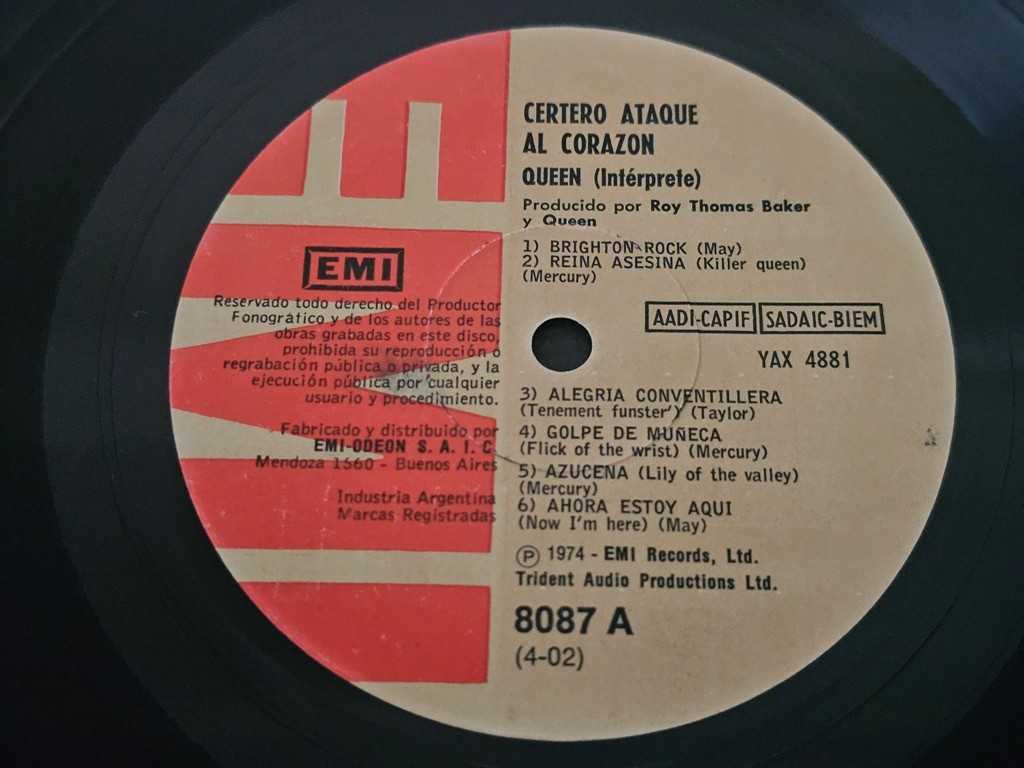 CERTERO ATAQUE
AL CORAZON
QUEEN (Intérprete)
Producido por Roy Thomas Baker
y Queen
1) BRIGHTON ROCK (May)
2) REINA ASESINA (Killer queen)
(Mercury)
EMI
Reservado todo derecho del Productor
Fonográfico y de los autores de las
obras grabadas en este disco,
prohibida su reproducción o
regrabación pública o privada, y la
ejecución pública por cualquier
usuario y procedimiento.
Fabricado y distribuido por
EMI-ODEON S. A. I. C
Mendoza 1560 - Buenos Aires
Industria Argentina
Marcas Registradas
AADI-CAPIF SADAIC-BIEM
YAX 4881
3) ALEGRIA CONVENTILLERA
(Tenement funster') (Taylor)
4) GOLPE DE MUÑECA
(Flick of the wrist) (Mercury)
5) AZUCENA (Lily of the valley)
(Mercury)
6) AHORA ESTOY AQUI
(Now I'm here) (May)
Ⓟ 1974 - EMI Records, Ltd.
Trident Audio Productions Ltd.
8087 A
(4-02)
EMI